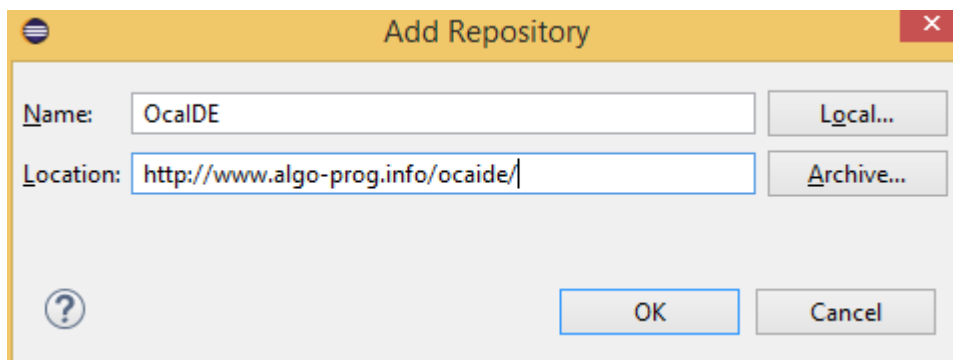 Add Repository
Name: OcaIDE Local...
Location: http://www.algo-prog.info/ocaide/ Archive...
? OK Cancel